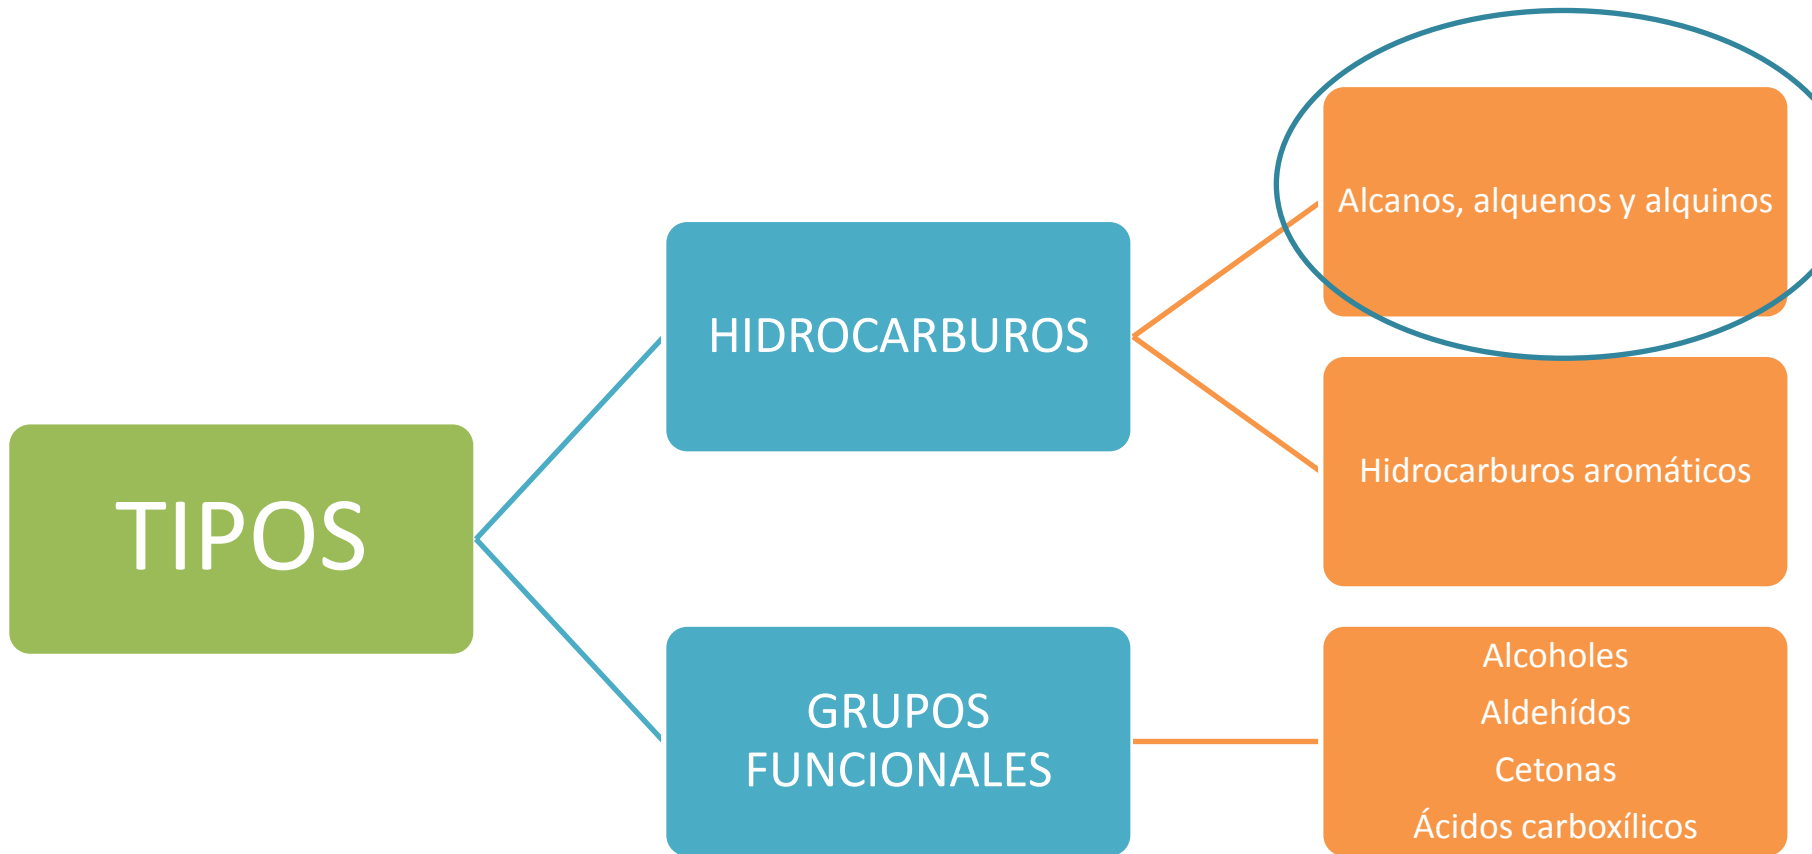 TIPOS
HIDROCARBUROS
Alcanos, alquenos y alquinos
Hidrocarburos aromáticos
GRUPOS
FUNCIONALES
Alcoholes
Aldehídos
Cetonas
Ácidos carboxílicos